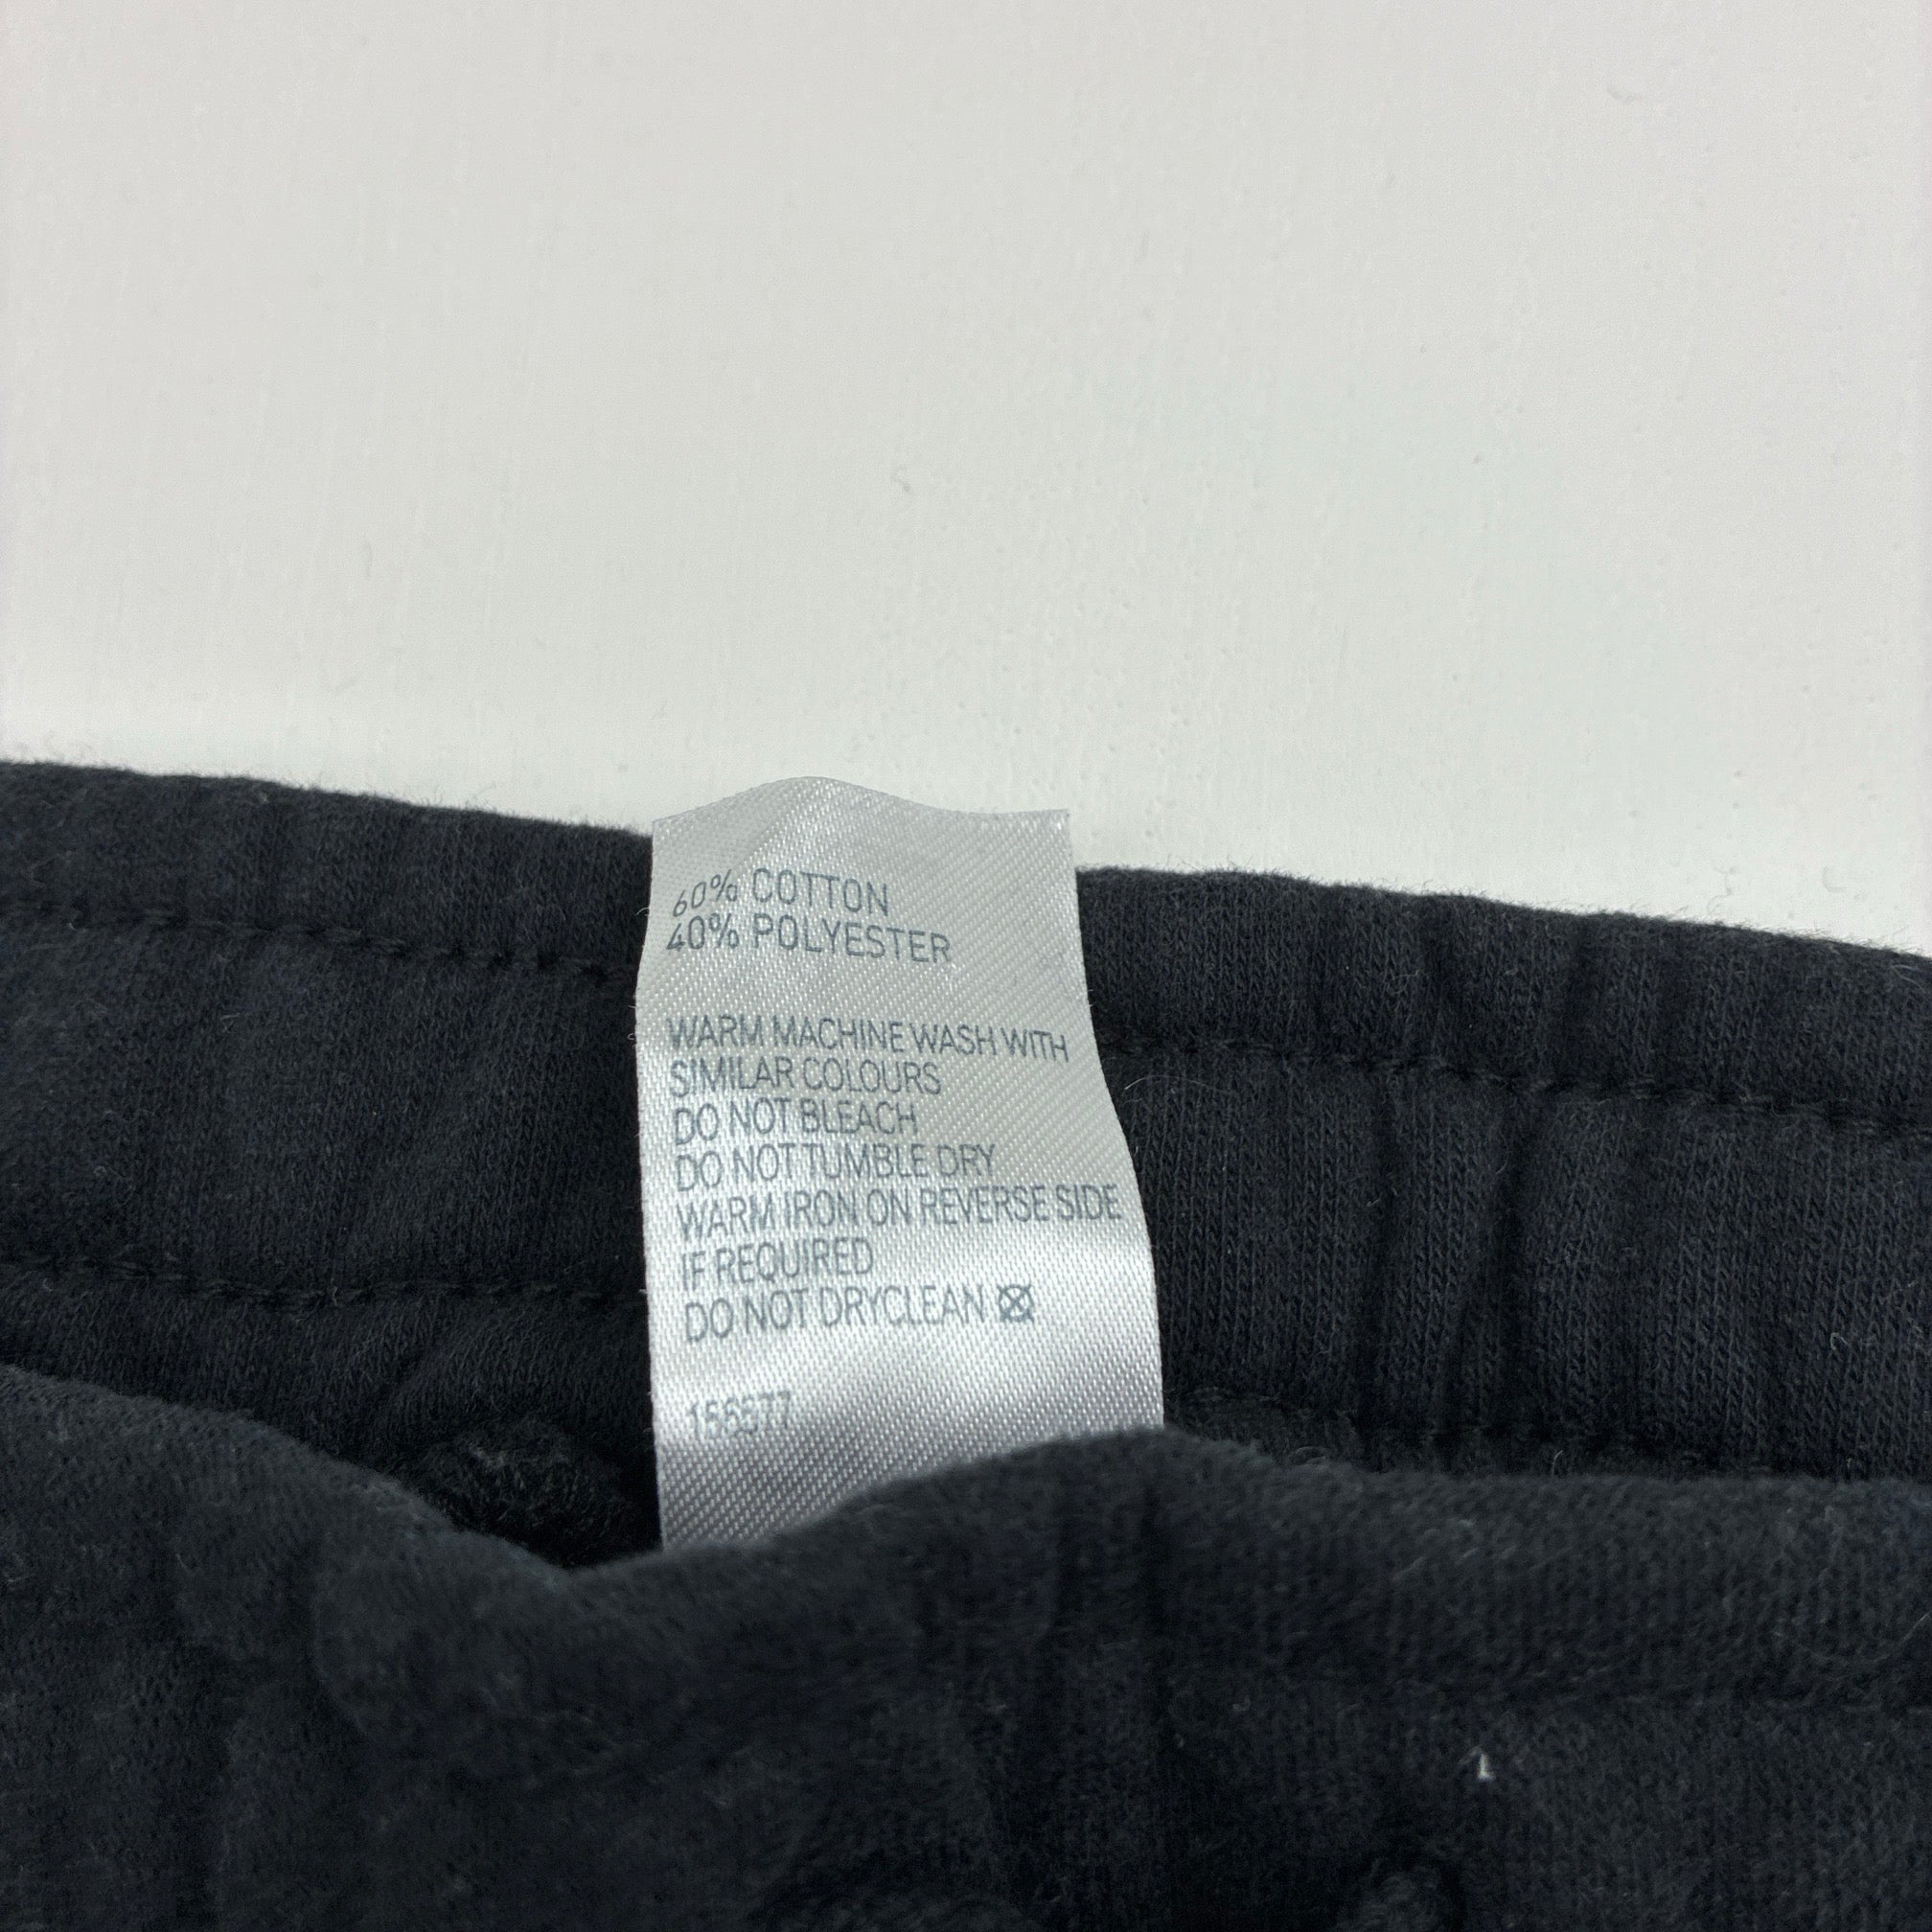 60% COTTON
40% POLYESTER
WARM MACHINE WASH WITH
SIMILAR COLOURS
DO NOT BLEACH
DO NOT TUMBLE DRY
WARM IRON ON REVERSE SIDE
IF REQUIRED
DO NOT DRYCLEAN